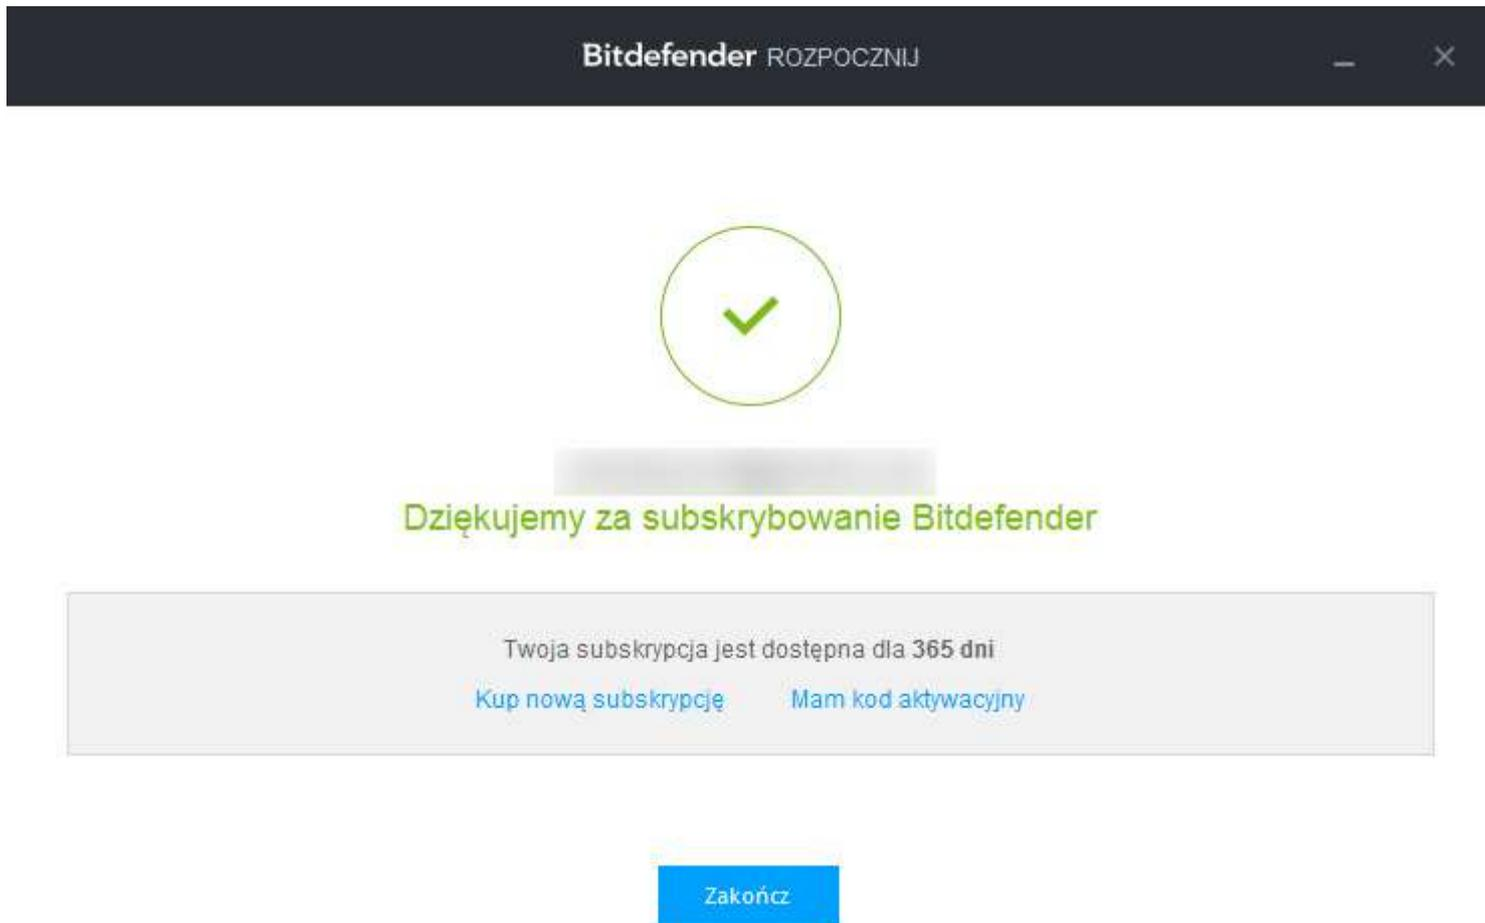 Bitdefender ROZPOCZNIJ
Dziękujemy za subskrybowanie Bitdefender
Twoja subskrypcja jest dostępna dla 365 dni
Kup nową subskrypcję Mam kod aktywacyjny
Zakończ